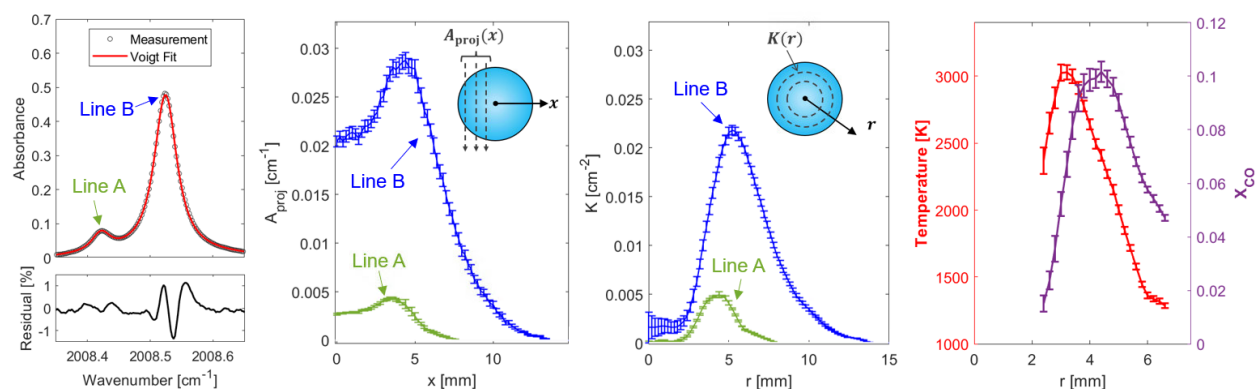 0.7
0.6
0.5
0.4
0.3
0.2
0.1
0
Absorbance
Measurement
Voigt Fit
Line B
Line A
1
0
-1
Residual [%]
2008.4 2008.5 2008.6
Wavenumber [cm-1]
0.03
0.025
0.02
0.015
0.01
0.005
0
Aproj [cm-1]
Aproj(x)
x
Line B
Line A
0 5 10
x [mm]
0.03
0.025
0.02
0.015
0.01
0.005
0
K [cm-2]
K(r)
r
Line B
Line A
0 5 10 15
r [mm]
3000
2500
2000
1500
1000
Temperature [K]
0.12
0.1
0.08
0.06
0.04
0.02
0
XCO
0 2 4 6
r [mm]